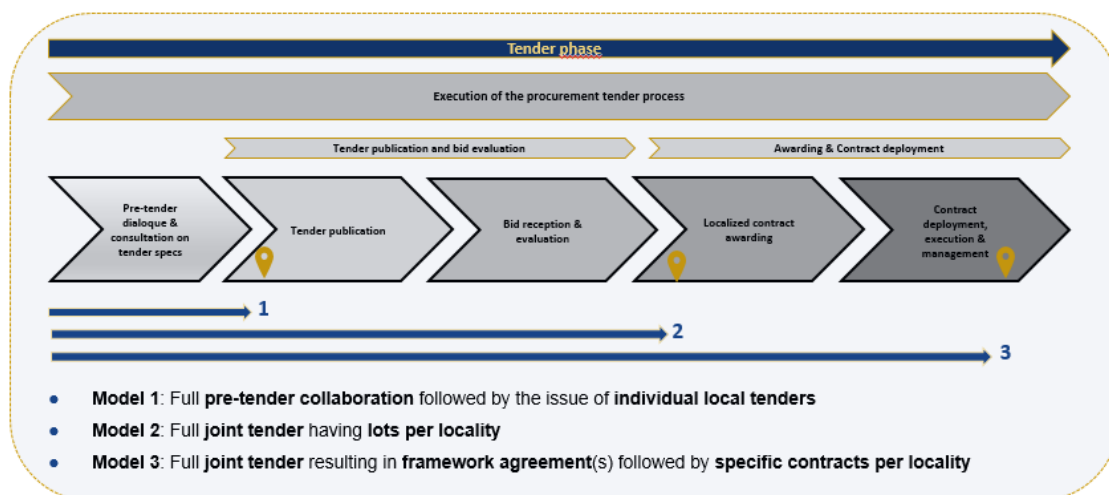 Tender phase
Execution of the procurement tender process
Tender publication and bid evaluation
Awarding & Contract deployment
Pre-tender
dialogue &
consultation on
tender specs
Tender publication
Bid reception &
evaluation
Localized contract
awarding
Contract
deployment,
execution &
management
1
2
3
● Model 1: Full pre-tender collaboration followed by the issue of individual local tenders
● Model 2: Full joint tender having lots per locality
● Model 3: Full joint tender resulting in framework agreement(s) followed by specific contracts per locality